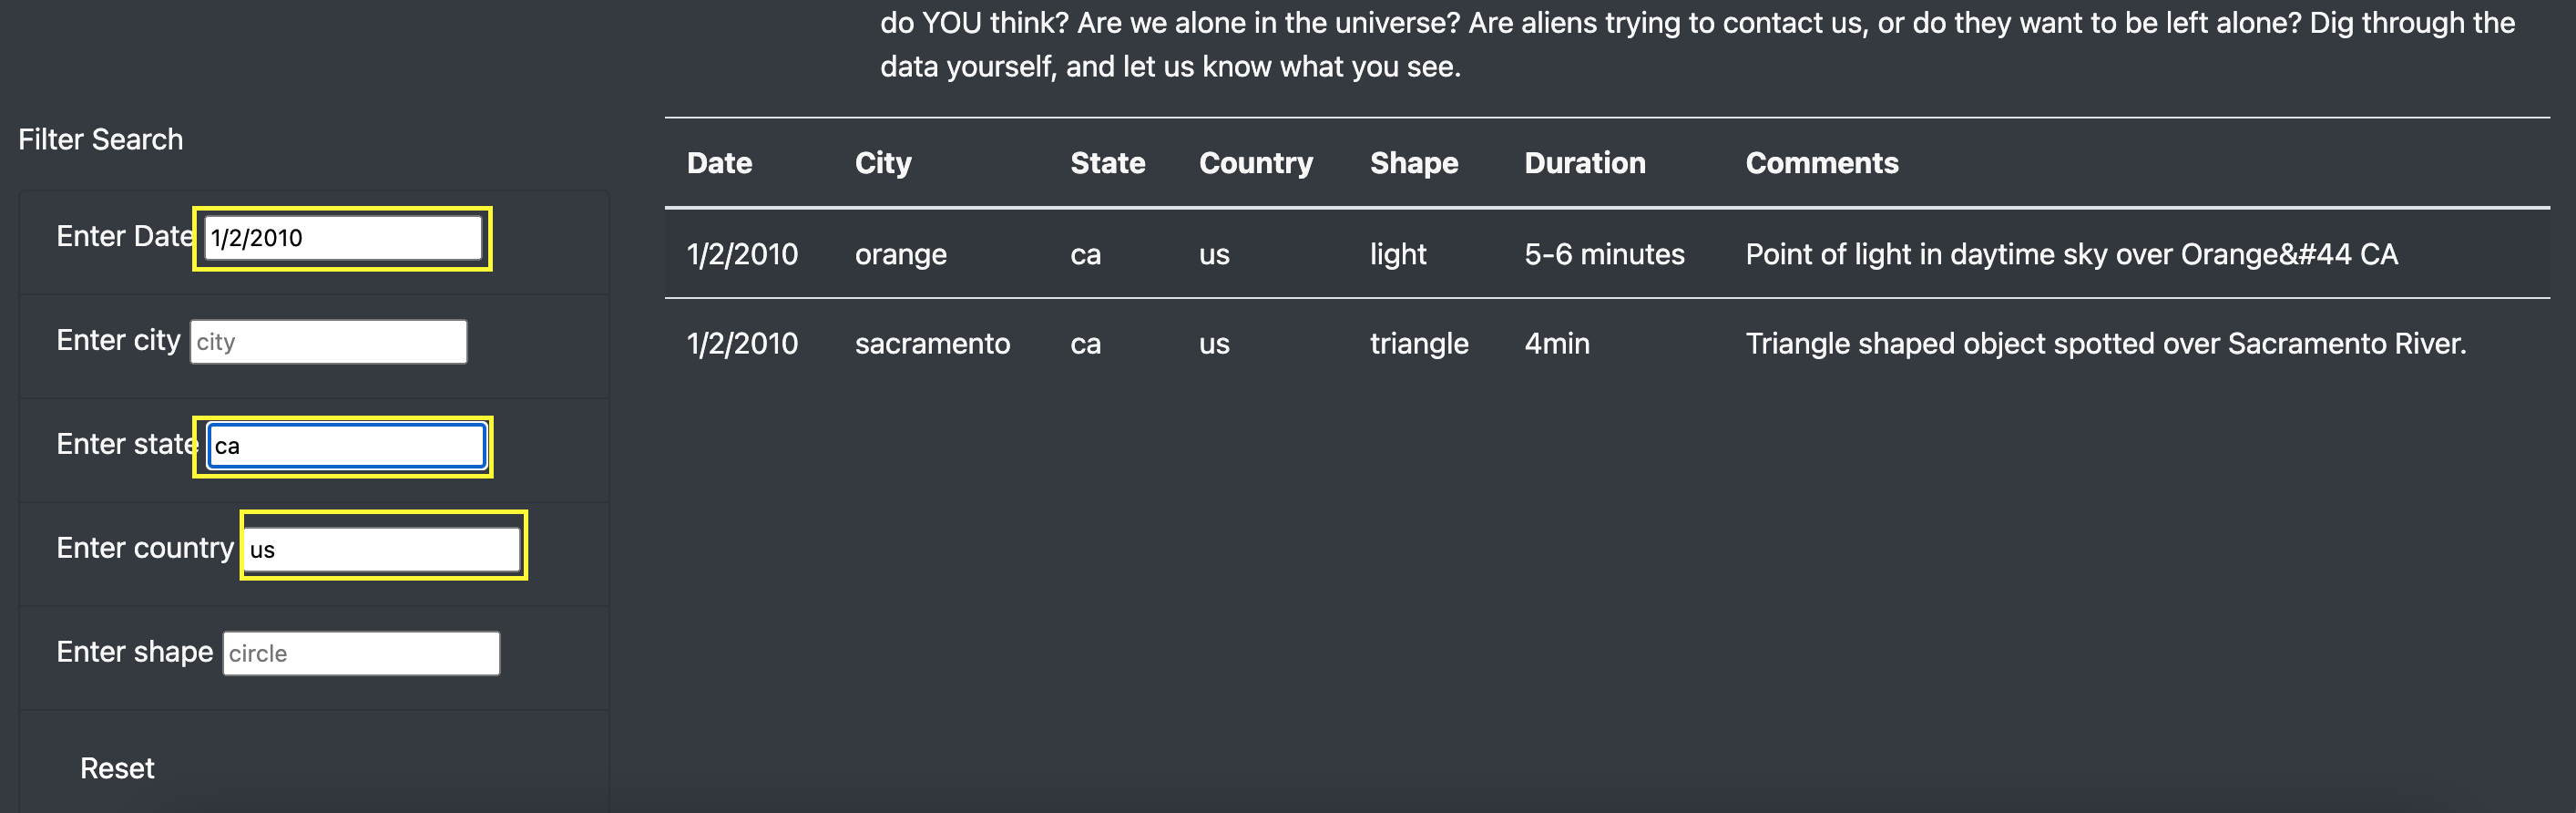 do YOU think? Are we alone in the universe? Are aliens trying to contact us, or do they want to be left alone? Dig through the
data yourself, and let us know what you see.
Filter Search
Enter Date 1/2/2010
Enter city city
Enter state ca
Enter country us
Enter shape circle
Reset
Date City State Country Shape Duration Comments
1/2/2010 orange ca us light 5-6 minutes Point of light in daytime sky over Orange&#44 CA
1/2/2010 sacramento ca us triangle 4min Triangle shaped object spotted over Sacramento River.